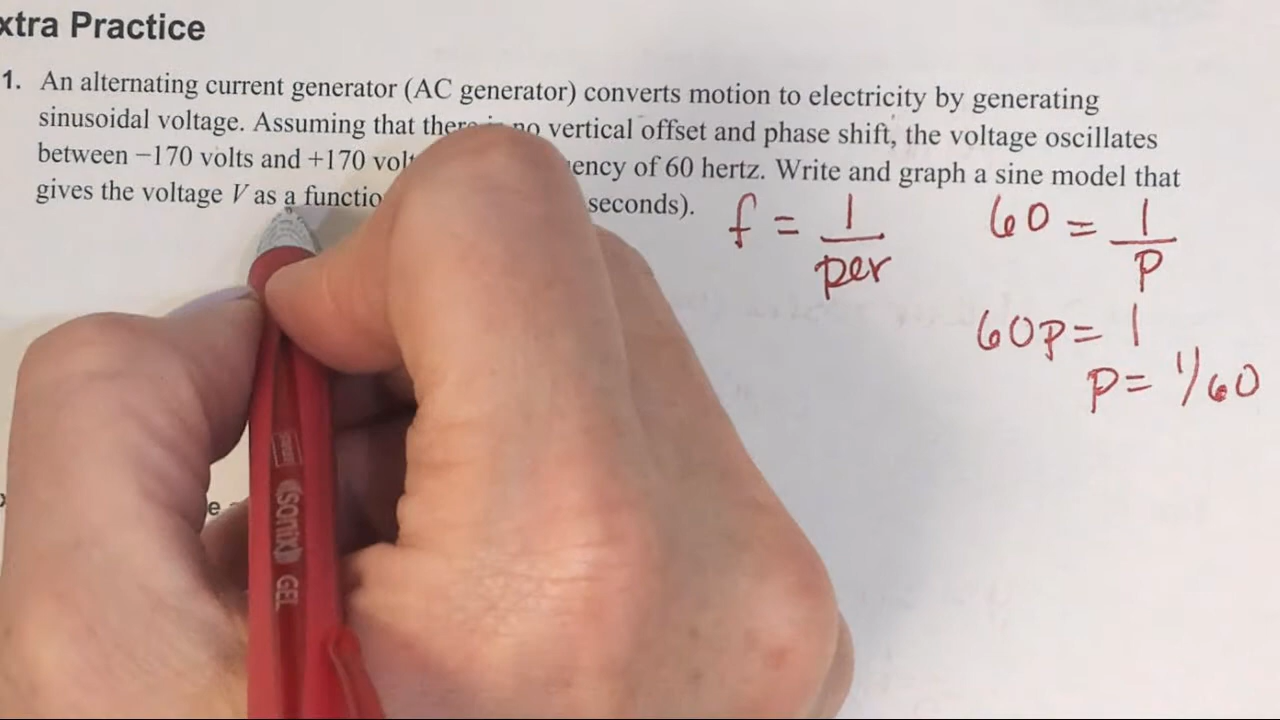 xtra Practice
1. An alternating current generator (AC generator) converts motion to electricity by generating
sinusoidal voltage. Assuming that there no vertical offset and phase shift, the voltage oscillates
between −170 volts and +170 volt ency of 60 hertz. Write and graph a sine model that
gives the voltage V as a functio seconds).
f = 1/per
60 = 1/p
60p = 1
p = 1/60
e
sonix GEL